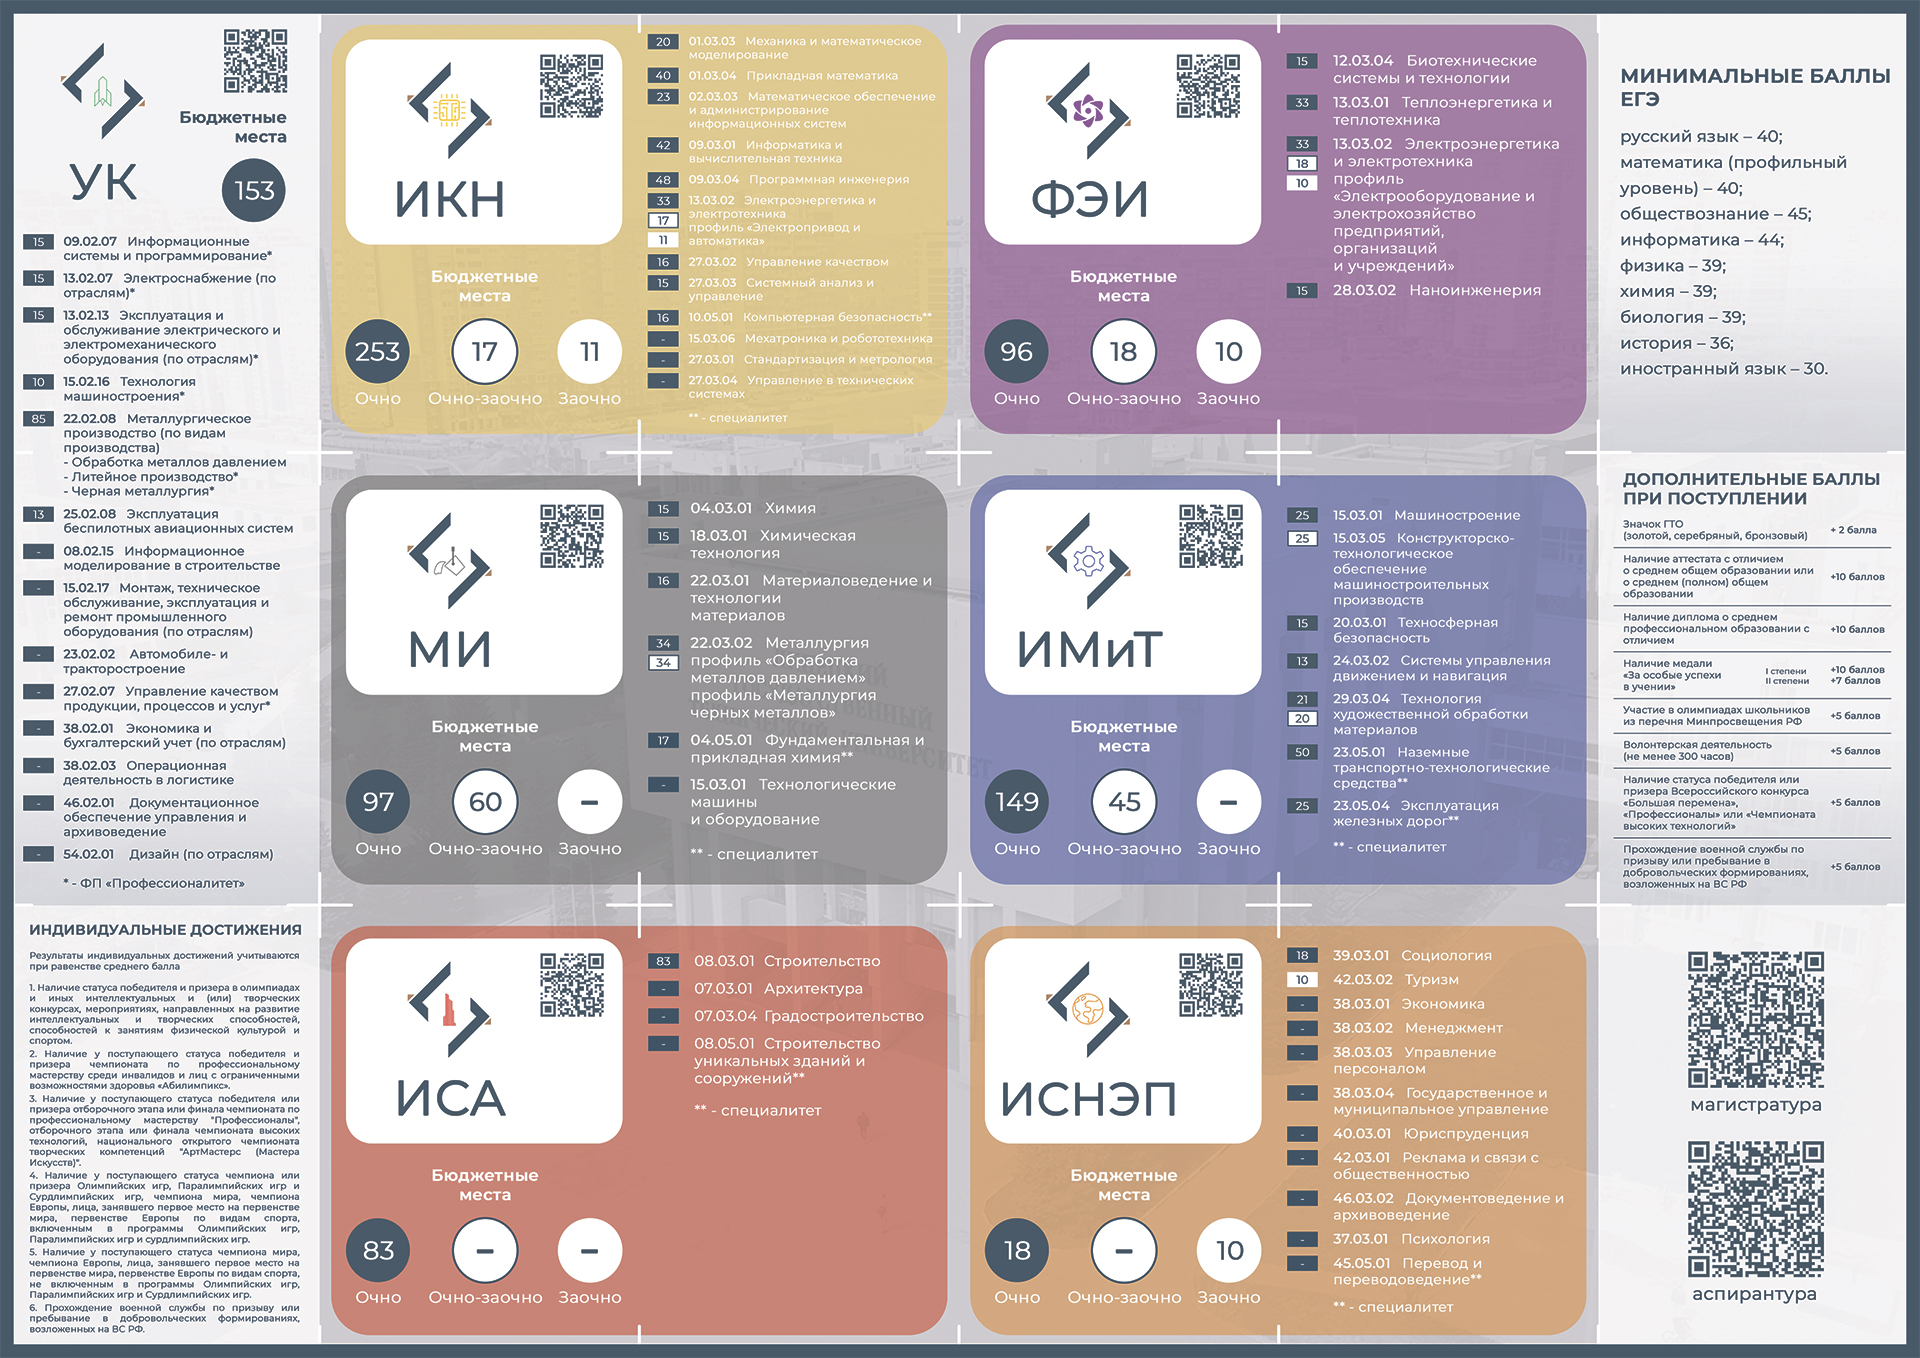 УК
Бюджетные
места
153
15 09.02.07 Информационные
системы и программирование*
15 13.02.07 Электроснабжение (по
отраслям)*
15 13.02.13 Эксплуатация и
обслуживание электрического и
электромеханического
оборудования (по отраслям)*
10 15.02.16 Технология
машиностроения*
85 22.02.08 Металлургическое
производство (по видам
производства)
- Обработка металлов давлением
- Литейное производство*
- Черная металлургия*
13 25.02.08 Эксплуатация
беспилотных авиационных систем
- 08.02.15 Информационное
моделирование в строительстве
- 15.02.17 Монтаж, техническое
обслуживание, эксплуатация и
ремонт промышленного
оборудования (по отраслям)
- 23.02.02 Автомобиле- и
тракторостроение
- 27.02.07 Управление качеством
продукции, процессов и услуг*
- 38.02.01 Экономика и
бухгалтерский учет (по отраслям)
- 38.02.03 Операционная
деятельность в логистике
- 46.02.01 Документационное
обеспечение управления и
архивоведение
- 54.02.01 Дизайн (по отраслям)
* - ФП «Профессионалитет»
ИНДИВИДУАЛЬНЫЕ ДОСТИЖЕНИЯ
Результаты индивидуальных достижений учитываются
при равенстве среднего балла
1. Наличие статуса победителя и призера в олимпиадах
и иных интеллектуальных и (или) творческих
конкурсах, мероприятиях, направленных на развитие
интеллектуальных и творческих способностей,
способностей к занятиям физической культурой и
спортом.
2. Наличие у поступающего статуса победителя и
призера чемпионата по профессиональному
мастерству среди инвалидов и лиц с ограниченными
возможностями здоровья «Абилимпикс».
3. Наличие у поступающего статуса победителя или
призера отборочного этапа или финала чемпионата по
профессиональному мастерству "Профессионалы",
отборочного этапа или финала чемпионата высоких
технологий, национального открытого чемпионата
творческих компетенций "АртМастерс (Мастера
Искусств)".
4. Наличие у поступающего статуса чемпиона или
призера Олимпийских игр, Паралимпийских игр и
Сурдлимпийских игр, чемпиона мира, чемпиона
Европы, лица, занявшего первое место на первенстве
мира, первенстве Европы по видам спорта,
включенным в программы Олимпийских игр,
Паралимпийских игр и сурдлимпийских игр.
5. Наличие у поступающего статуса чемпиона мира,
чемпиона Европы, лица, занявшего первое место на
первенстве мира, первенстве Европы по видам спорта,
не включенным в программы Олимпийских игр,
Паралимпийских игр и Сурдлимпийских игр.
6. Прохождение военной службы по призыву или
пребывание в добровольческих формированиях,
возложенных на ВС РФ.
ИКН
Бюджетные
места
253 17 11
Очно Очно-заочно Заочно
20 01.03.03 Механика и математическое
моделирование
40 01.03.04 Прикладная математика
23 02.03.03 Математическое обеспечение
и администрирование
информационных систем
42 09.03.01 Информатика и
вычислительная техника
48 09.03.04 Программная инженерия
33 13.03.02 Электроэнергетика и
17 электротехника
профиль «Электропривод и
11 автоматика»
16 27.03.02 Управление качеством
15 27.03.03 Системный анализ и
управление
16 10.05.01 Компьютерная безопасность**
- 15.03.06 Мехатроника и робототехника
- 27.03.01 Стандартизация и метрология
- 27.03.04 Управление в технических
системах
** - специалитет
ФЭИ
Бюджетные
места
96 18 10
Очно Очно-заочно Заочно
15 12.03.04 Биотехнические
системы и технологии
33 13.03.01 Теплоэнергетика и
теплотехника
33 13.03.02 Электроэнергетика
18 и электротехника
10 профиль
«Электрооборудование и
электрохозяйство
предприятий,
организаций
и учреждений»
15 28.03.02 Наноинженерия
МИНИМАЛЬНЫЕ БАЛЛЫ
ЕГЭ
русский язык – 40;
математика (профильный
уровень) – 40;
обществознание – 45;
информатика – 44;
физика – 39;
химия – 39;
биология – 39;
история – 36;
иностранный язык – 30.
МИ
Бюджетные
места
97 60 –
Очно Очно-заочно Заочно
15 04.03.01 Химия
15 18.03.01 Химическая
технология
16 22.03.01 Материаловедение и
технологии
материалов
34 22.03.02 Металлургия
34 профиль «Обработка
металлов давлением»
профиль «Металлургия
черных металлов»
17 04.05.01 Фундаментальная и
прикладная химия**
- 15.03.01 Технологические
машины
и оборудование
** - специалитет
ИМиТ
Бюджетные
места
149 45 –
Очно Очно-заочно Заочно
25 15.03.01 Машиностроение
25 15.03.05 Конструкторско-
технологическое
обеспечение
машиностроительных
производств
15 20.03.01 Техносферная
безопасность
13 24.03.02 Системы управления
движением и навигация
21 29.03.04 Технология
20 художественной обработки
материалов
50 23.05.01 Наземные
транспортно-технологические
средства**
25 23.05.04 Эксплуатация
железных дорог**
** - специалитет
ДОПОЛНИТЕЛЬНЫЕ БАЛЛЫ
ПРИ ПОСТУПЛЕНИИ
Значок ГТО
(золотой, серебряный, бронзовый) + 2 балла
Наличие аттестата с отличием
о среднем общем образовании или
о среднем (полном) общем
образовании +10 баллов
Наличие диплома о среднем
профессиональном образовании с
отличием +10 баллов
Наличие медали I степени +10 баллов
«За особые успехи II степени +7 баллов
в учении»
Участие в олимпиадах школьников
из перечня Минпросвещения РФ +5 баллов
Волонтерская деятельность
(не менее 300 часов) +5 баллов
Наличие статуса победителя или
призера Всероссийского конкурса
«Большая перемена»,
«Профессионалы» или «Чемпионата
высоких технологий» +5 баллов
Прохождение военной службы по
призыву или пребывание в
добровольческих формированиях,
возложенных на ВС РФ +5 баллов
ИСА
Бюджетные
места
83 – –
Очно Очно-заочно Заочно
83 08.03.01 Строительство
- 07.03.01 Архитектура
- 07.03.04 Градостроительство
- 08.05.01 Строительство
уникальных зданий и
сооружений**
** - специалитет
ИСНЭП
Бюджетные
места
18 – 10
Очно Очно-заочно Заочно
18 39.03.01 Социология
10 42.03.02 Туризм
- 38.03.01 Экономика
- 38.03.02 Менеджмент
- 38.03.03 Управление
персоналом
- 38.03.04 Государственное и
муниципальное управление
- 40.03.01 Юриспруденция
- 42.03.01 Реклама и связи с
общественностью
- 46.03.02 Документоведение и
архивоведение
- 37.03.01 Психология
- 45.05.01 Перевод и
переводоведение**
** - специалитет
магистратура
аспирантура